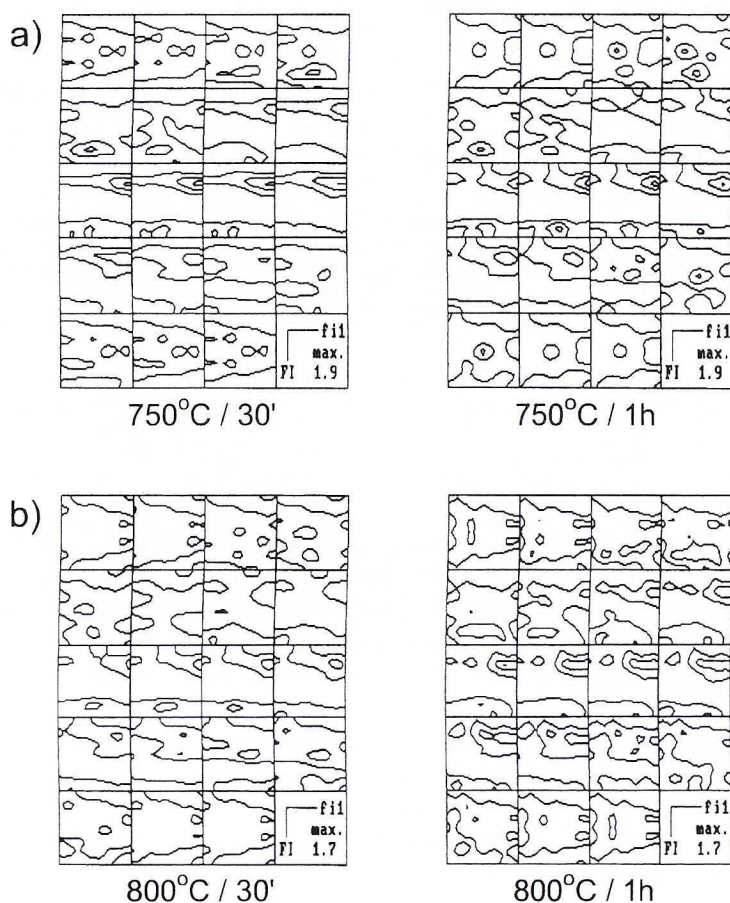 a)
fi1
max.
FI 1.9
750°C / 30'
fi1
max.
FI 1.9
750°C / 1h
b)
fi1
max.
FI 1.7
800°C / 30'
fi1
max.
FI 1.7
800°C / 1h